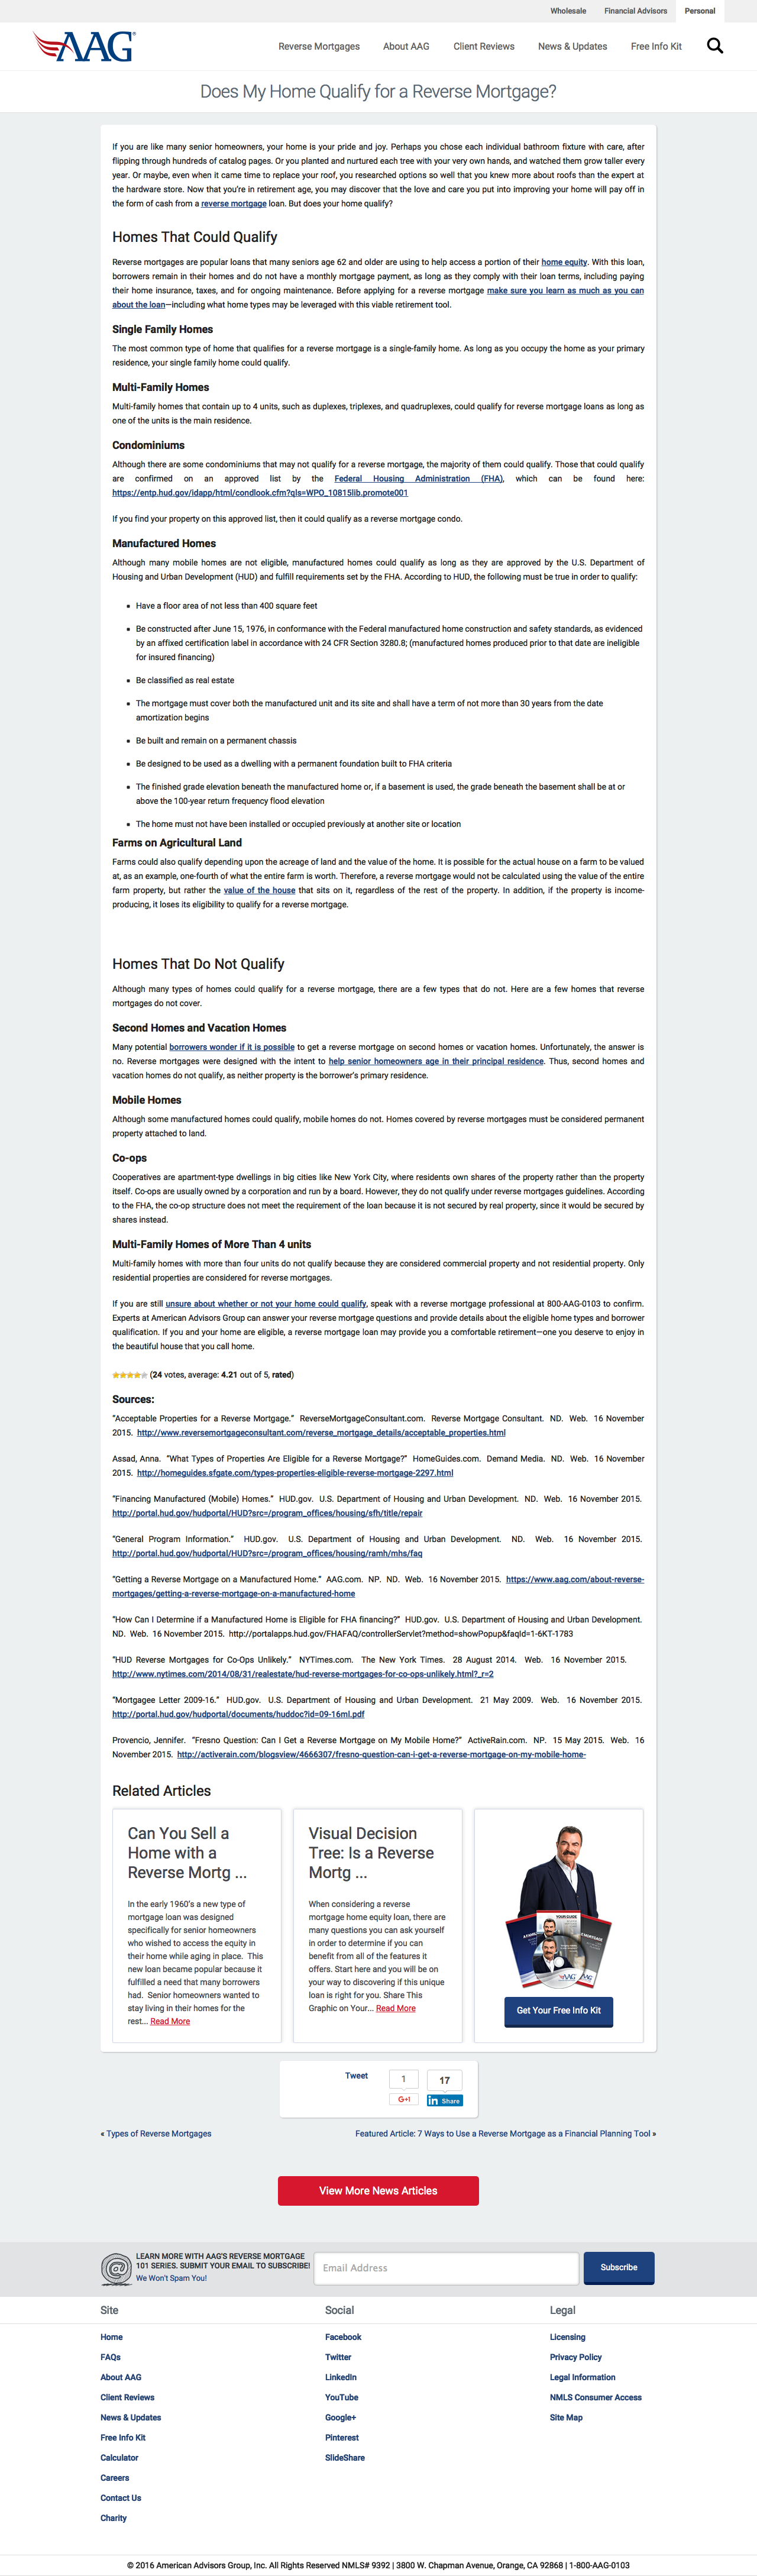 Wholesale Financial Advisors Personal
AAG®
Reverse Mortgages About AAG Client Reviews News & Updates Free Info Kit
Does My Home Qualify for a Reverse Mortgage?
If you are like many senior homeowners, your home is your pride and joy. Perhaps you chose each individual bathroom fixture with care, after
flipping through hundreds of catalog pages. Or you planted and nurtured each tree with your very own hands, and watched them grow taller every
year. Or maybe, even when it came time to replace your roof, you researched options so well that you knew more about roofs than the expert at
the hardware store. Now that you're in retirement age, you may discover that the love and care you put into improving your home will pay off in
the form of cash from a reverse mortgage loan. But does your home qualify?
Homes That Could Qualify
Reverse mortgages are popular loans that many seniors age 62 and older are using to help access a portion of their home equity. With this loan,
borrowers remain in their homes and do not have a monthly mortgage payment, as long as they comply with their loan terms, including paying
their home insurance, taxes, and for ongoing maintenance. Before applying for a reverse mortgage make sure you learn as much as you can
about the loan—including what home types may be leveraged with this viable retirement tool.
Single Family Homes
The most common type of home that qualifies for a reverse mortgage is a single-family home. As long as you occupy the home as your primary
residence, your single family home could qualify.
Multi-Family Homes
Multi-family homes that contain up to 4 units, such as duplexes, triplexes, and quadruplexes, could qualify for reverse mortgage loans as long as
one of the units is the main residence.
Condominiums
Although there are some condominiums that may not qualify for a reverse mortgage, the majority of them could qualify. Those that could qualify
are confirmed on an approved list by the Federal Housing Administration (FHA), which can be found here:
https://entp.hud.gov/idapp/html/condlook.cfm?qls=WPO_10815lib.promote001
If you find your property on this approved list, then it could qualify as a reverse mortgage condo.
Manufactured Homes
Although many mobile homes are not eligible, manufactured homes could qualify as long as they are approved by the U.S. Department of
Housing and Urban Development (HUD) and fulfill requirements set by the FHA. According to HUD, the following must be true in order to qualify:
▪ Have a floor area of not less than 400 square feet
▪ Be constructed after June 15, 1976, in conformance with the Federal manufactured home construction and safety standards, as evidenced
by an affixed certification label in accordance with 24 CFR Section 3280.8; (manufactured homes produced prior to that date are ineligible
for insured financing)
▪ Be classified as real estate
▪ The mortgage must cover both the manufactured unit and its site and shall have a term of not more than 30 years from the date
amortization begins
▪ Be built and remain on a permanent chassis
▪ Be designed to be used as a dwelling with a permanent foundation built to FHA criteria
▪ The finished grade elevation beneath the manufactured home or, if a basement is used, the grade beneath the basement shall be at or
above the 100-year return frequency flood elevation
▪ The home must not have been installed or occupied previously at another site or location
Farms on Agricultural Land
Farms could also qualify depending upon the acreage of land and the value of the home. It is possible for the actual house on a farm to be valued
at, as an example, one-fourth of what the entire farm is worth. Therefore, a reverse mortgage would not be calculated using the value of the entire
farm property, but rather the value of the house that sits on it, regardless of the rest of the property. In addition, if the property is income-
producing, it loses its eligibility to qualify for a reverse mortgage.
Homes That Do Not Qualify
Although many types of homes could qualify for a reverse mortgage, there are a few types that do not. Here are a few homes that reverse
mortgages do not cover.
Second Homes and Vacation Homes
Many potential borrowers wonder if it is possible to get a reverse mortgage on second homes or vacation homes. Unfortunately, the answer is
no. Reverse mortgages were designed with the intent to help senior homeowners age in their principal residence. Thus, second homes and
vacation homes do not qualify, as neither property is the borrower's primary residence.
Mobile Homes
Although some manufactured homes could qualify, mobile homes do not. Homes covered by reverse mortgages must be considered permanent
property attached to land.
Co-ops
Cooperatives are apartment-type dwellings in big cities like New York City, where residents own shares of the property rather than the property
itself. Co-ops are usually owned by a corporation and run by a board. However, they do not qualify under reverse mortgages guidelines. According
to the FHA, the co-op structure does not meet the requirement of the loan because it is not secured by real property, since it would be secured by
shares instead.
Multi-Family Homes of More Than 4 units
Multi-family homes with more than four units do not qualify because they are considered commercial property and not residential property. Only
residential properties are considered for reverse mortgages.
If you are still unsure about whether or not your home could qualify, speak with a reverse mortgage professional at 800-AAG-0103 to confirm.
Experts at American Advisors Group can answer your reverse mortgage questions and provide details about the eligible home types and borrower
qualification. If you and your home are eligible, a reverse mortgage loan may provide you a comfortable retirement—one you deserve to enjoy in
the beautiful house that you call home.
(24 votes, average: 4.21 out of 5, rated)
Sources:
"Acceptable Properties for a Reverse Mortgage." ReverseMortgageConsultant.com. Reverse Mortgage Consultant. ND. Web. 16 November
2015. http://www.reversemortgageconsultant.com/reverse_mortgage_details/acceptable_properties.html
Assad, Anna. "What Types of Properties Are Eligible for a Reverse Mortgage?" HomeGuides.com. Demand Media. ND. Web. 16 November
2015. http://homeguides.sfgate.com/types-properties-eligible-reverse-mortgage-2297.html
"Financing Manufactured (Mobile) Homes." HUD.gov. U.S. Department of Housing and Urban Development. ND. Web. 16 November 2015.
http://portal.hud.gov/hudportal/HUD?src=/program_offices/housing/sfh/title/repair
"General Program Information." HUD.gov. U.S. Department of Housing and Urban Development. ND. Web. 16 November 2015.
http://portal.hud.gov/hudportal/HUD?src=/program_offices/housing/ramh/mhs/faq
"Getting a Reverse Mortgage on a Manufactured Home." AAG.com. NP. ND. Web. 16 November 2015. https://www.aag.com/about-reverse-
mortgages/getting-a-reverse-mortgage-on-a-manufactured-home
"How Can I Determine if a Manufactured Home is Eligible for FHA financing?" HUD.gov. U.S. Department of Housing and Urban Development.
ND. Web. 16 November 2015. http://portalapps.hud.gov/FHAFAQ/controllerServlet?method=showPopup&faqId=1-6KT-1783
"HUD Reverse Mortgages for Co-Ops Unlikely." NYTimes.com. The New York Times. 28 August 2014. Web. 16 November 2015.
http://www.nytimes.com/2014/08/31/realestate/hud-reverse-mortgages-for-co-ops-unlikely.html?_r=2
"Mortgagee Letter 2009-16." HUD.gov. U.S. Department of Housing and Urban Development. 21 May 2009. Web. 16 November 2015.
http://portal.hud.gov/hudportal/documents/huddoc?id=09-16ml.pdf
Provencio, Jennifer. "Fresno Question: Can I Get a Reverse Mortgage on My Mobile Home?" ActiveRain.com. NP. 15 May 2015. Web. 16
November 2015. http://activerain.com/blogsview/4666307/fresno-question-can-i-get-a-reverse-mortgage-on-my-mobile-home-
Related Articles
Can You Sell a
Home with a
Reverse Mortg ...
In the early 1960's a new type of
mortgage loan was designed
specifically for senior homeowners
who wished to access the equity in
their home while aging in place. This
new loan became popular because it
fulfilled a need that many borrowers
had. Senior homeowners wanted to
stay living in their homes for the
rest... Read More
Visual Decision
Tree: Is a Reverse
Mortg ...
When considering a reverse
mortgage home equity loan, there are
many questions you can ask yourself
in order to determine if you can
benefit from all of the features it
offers. Start here and you will be on
your way to discovering if this unique
loan is right for you. Share This
Graphic on Your... Read More
YOUR GUIDE
AAG
Get Your Free Info Kit
Tweet
1
G+1
17
in Share
« Types of Reverse Mortgages
Featured Article: 7 Ways to Use a Reverse Mortgage as a Financial Planning Tool »
View More News Articles
LEARN MORE WITH AAG'S REVERSE MORTGAGE
101 SERIES. SUBMIT YOUR EMAIL TO SUBSCRIBE!
We Won't Spam You!
Email Address
Subscribe
Site
Home
FAQs
About AAG
Client Reviews
News & Updates
Free Info Kit
Calculator
Careers
Contact Us
Charity
Social
Facebook
Twitter
LinkedIn
YouTube
Google+
Pinterest
SlideShare
Legal
Licensing
Privacy Policy
Legal Information
NMLS Consumer Access
Site Map
© 2016 American Advisors Group, Inc. All Rights Reserved NMLS# 9392 | 3800 W. Chapman Avenue, Orange, CA 92868 | 1-800-AAG-0103